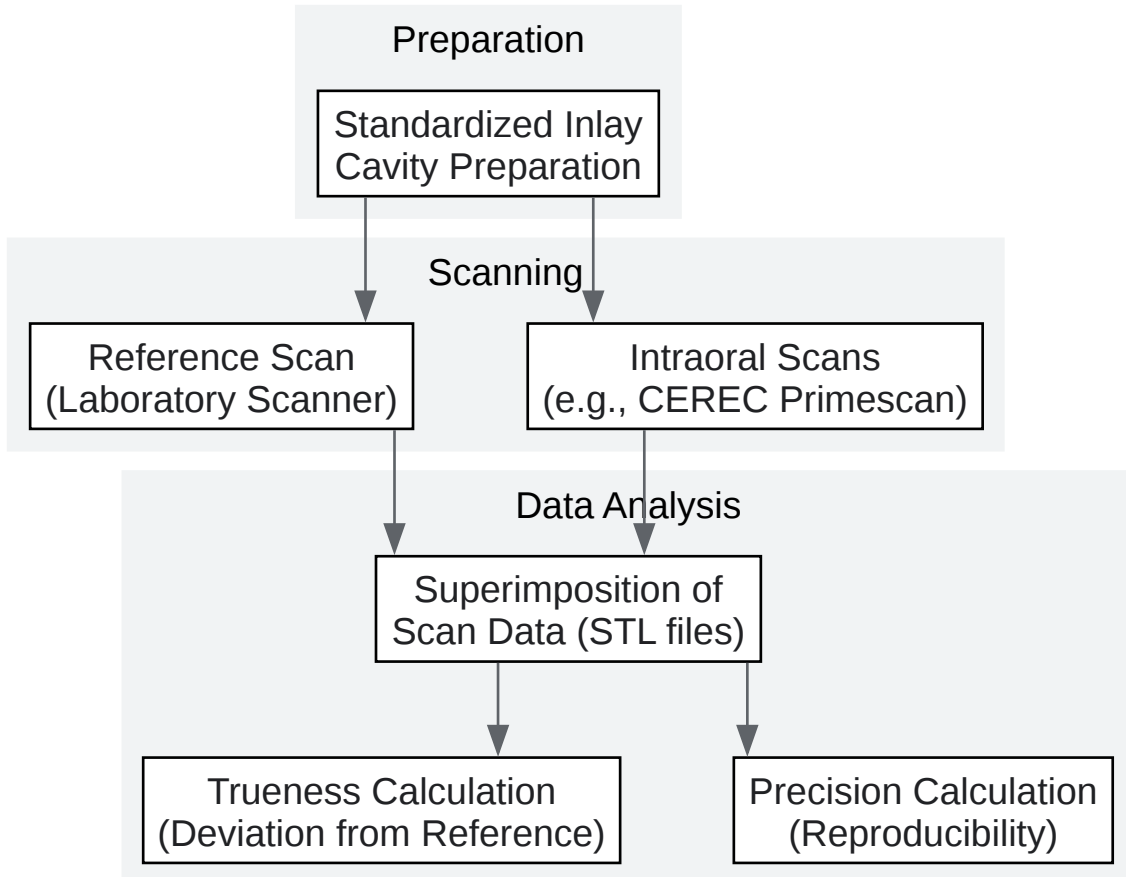 Preparation
Standardized Inlay
Cavity Preparation
Scanning
Reference Scan
(Laboratory Scanner)
Intraoral Scans
(e.g., CEREC Primescan)
Data Analysis
Superimposition of
Scan Data (STL files)
Trueness Calculation
(Deviation from Reference)
Precision Calculation
(Reproducibility)